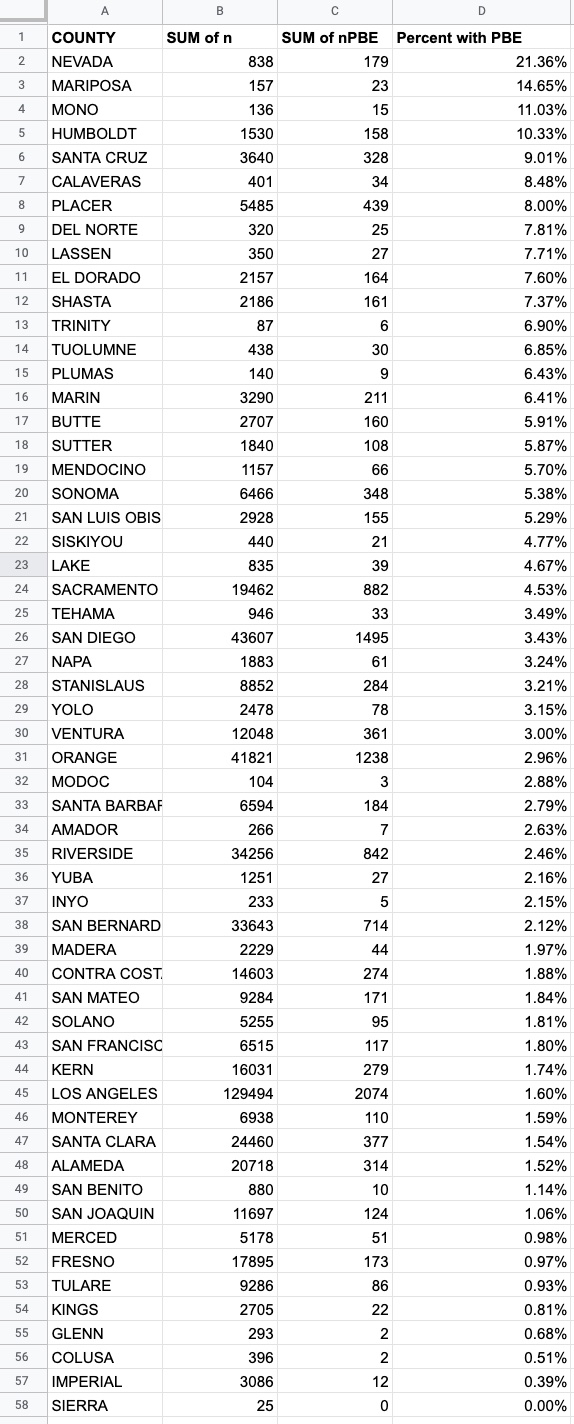 A B C D
1 COUNTY SUM of n SUM of nPBE Percent with PBE
2 NEVADA 838 179 21.36%
3 MARIPOSA 157 23 14.65%
4 MONO 136 15 11.03%
5 HUMBOLDT 1530 158 10.33%
6 SANTA CRUZ 3640 328 9.01%
7 CALAVERAS 401 34 8.48%
8 PLACER 5485 439 8.00%
9 DEL NORTE 320 25 7.81%
10 LASSEN 350 27 7.71%
11 EL DORADO 2157 164 7.60%
12 SHASTA 2186 161 7.37%
13 TRINITY 87 6 6.90%
14 TUOLUMNE 438 30 6.85%
15 PLUMAS 140 9 6.43%
16 MARIN 3290 211 6.41%
17 BUTTE 2707 160 5.91%
18 SUTTER 1840 108 5.87%
19 MENDOCINO 1157 66 5.70%
20 SONOMA 6466 348 5.38%
21 SAN LUIS OBIS 2928 155 5.29%
22 SISKIYOU 440 21 4.77%
23 LAKE 835 39 4.67%
24 SACRAMENTO 19462 882 4.53%
25 TEHAMA 946 33 3.49%
26 SAN DIEGO 43607 1495 3.43%
27 NAPA 1883 61 3.24%
28 STANISLAUS 8852 284 3.21%
29 YOLO 2478 78 3.15%
30 VENTURA 12048 361 3.00%
31 ORANGE 41821 1238 2.96%
32 MODOC 104 3 2.88%
33 SANTA BARBAR 6594 184 2.79%
34 AMADOR 266 7 2.63%
35 RIVERSIDE 34256 842 2.46%
36 YUBA 1251 27 2.16%
37 INYO 233 5 2.15%
38 SAN BERNARD 33643 714 2.12%
39 MADERA 2229 44 1.97%
40 CONTRA COST 14603 274 1.88%
41 SAN MATEO 9284 171 1.84%
42 SOLANO 5255 95 1.81%
43 SAN FRANCISC 6515 117 1.80%
44 KERN 16031 279 1.74%
45 LOS ANGELES 129494 2074 1.60%
46 MONTEREY 6938 110 1.59%
47 SANTA CLARA 24460 377 1.54%
48 ALAMEDA 20718 314 1.52%
49 SAN BENITO 880 10 1.14%
50 SAN JOAQUIN 11697 124 1.06%
51 MERCED 5178 51 0.98%
52 FRESNO 17895 173 0.97%
53 TULARE 9286 86 0.93%
54 KINGS 2705 22 0.81%
55 GLENN 293 2 0.68%
56 COLUSA 396 2 0.51%
57 IMPERIAL 3086 12 0.39%
58 SIERRA 25 0 0.00%